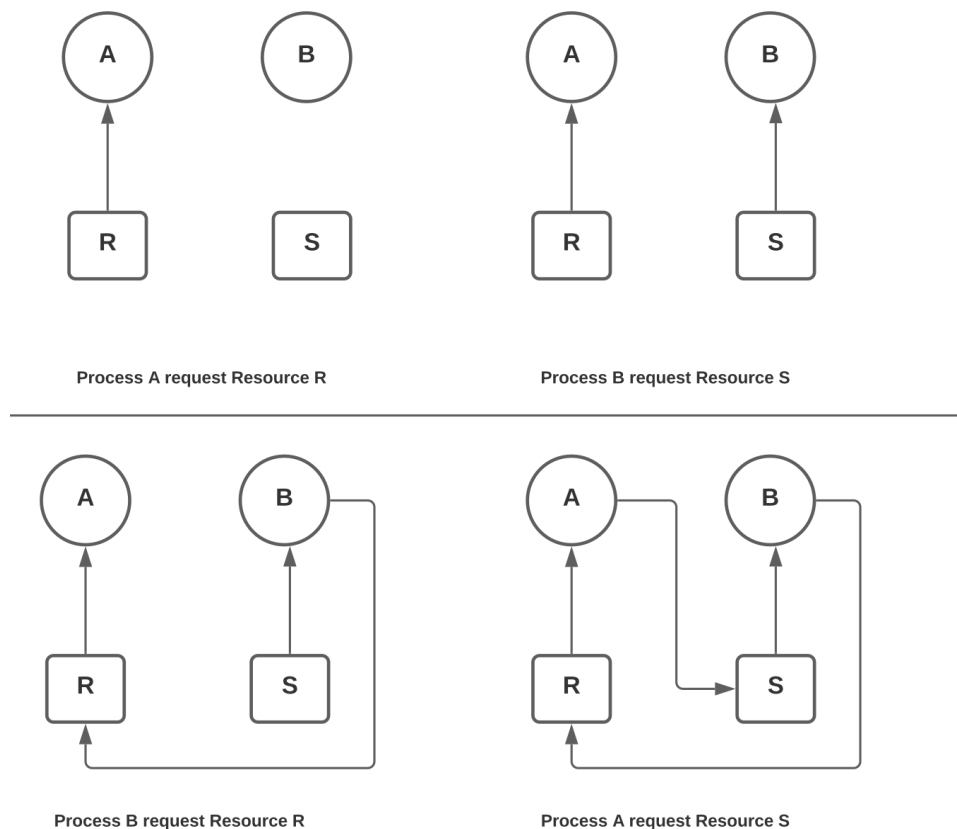 A B A B
R S R S
Process A request Resource R Process B request Resource S
A B A B
R S R S
Process B request Resource R Process A request Resource S